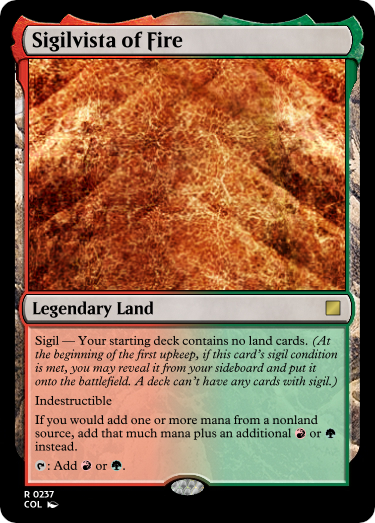 Sigilvista of Fire
Legendary Land
Sigil — Your starting deck contains no land cards. (At
the beginning of the first upkeep, if this card's sigil condition
is met, you may reveal it from your sideboard and put it
onto the battlefield. A deck can't have any cards with sigil.)
Indestructible
If you would add one or more mana from a nonland
source, add that much mana plus an additional or
instead.
: Add or .
R 0237
COL